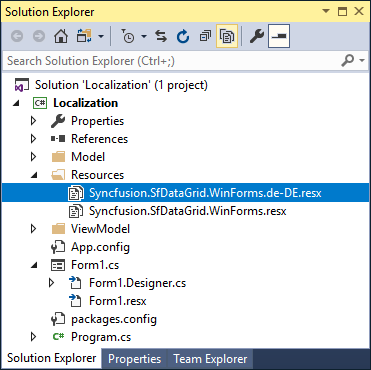 Solution Explorer
Search Solution Explorer (Ctrl+;)
Solution 'Localization' (1 project)
C# Localization
Properties
References
Model
Resources
Syncfusion.SfDataGrid.WinForms.de-DE.resx
Syncfusion.SfDataGrid.WinForms.resx
ViewModel
App.config
Form1.cs
Form1.Designer.cs
Form1.resx
packages.config
C# Program.cs
Solution Explorer Properties Team Explorer